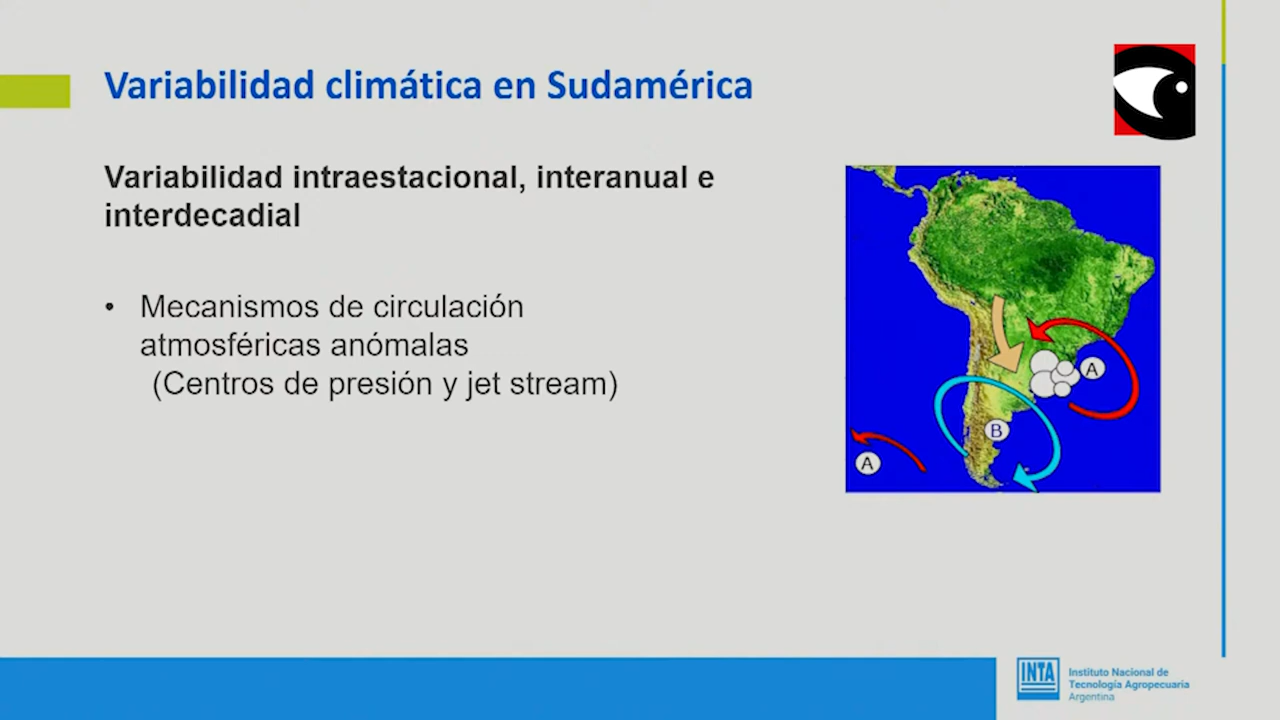 Variabilidad climática en Sudamérica
Variabilidad intraestacional, interanual e
interdecadial
• Mecanismos de circulación
atmosféricas anómalas
(Centros de presión y jet stream)
A
B
A
INTA
Instituto Nacional de
Tecnología Agropecuaria
Argentina